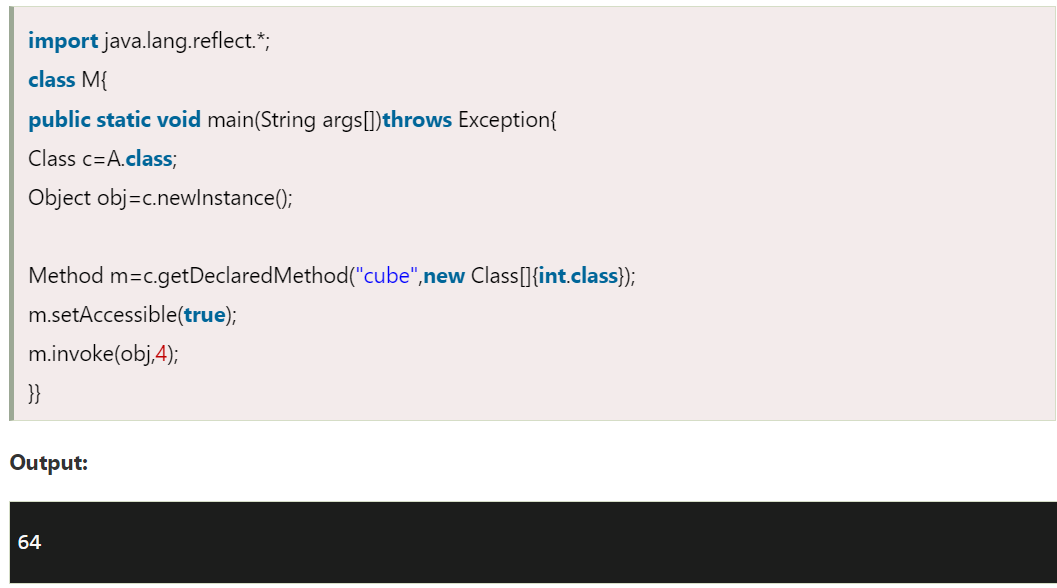 import java.lang.reflect.*;
class M{
public static void main(String args[])throws Exception{
Class c=A.class;
Object obj=c.newInstance();
Method m=c.getDeclaredMethod("cube",new Class[]{int.class});
m.setAccessible(true);
m.invoke(obj,4);
}}
Output:
64